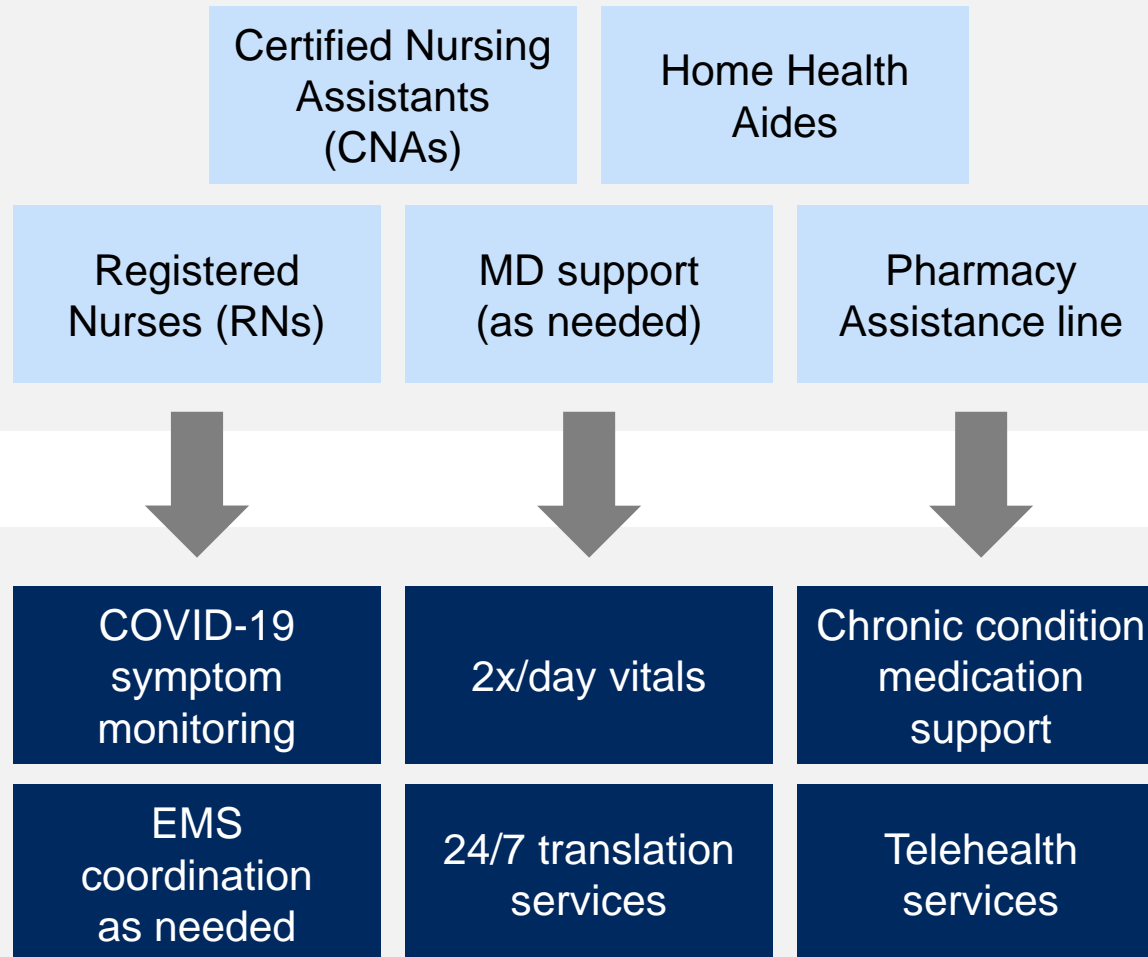 Certified Nursing
Assistants
(CNAs)
Home Health
Aides
Registered
Nurses (RNs)
MD support
(as needed)
Pharmacy
Assistance line
COVID-19
symptom
monitoring
2x/day vitals
Chronic condition
medication
support
EMS
coordination
as needed
24/7 translation
services
Telehealth
services